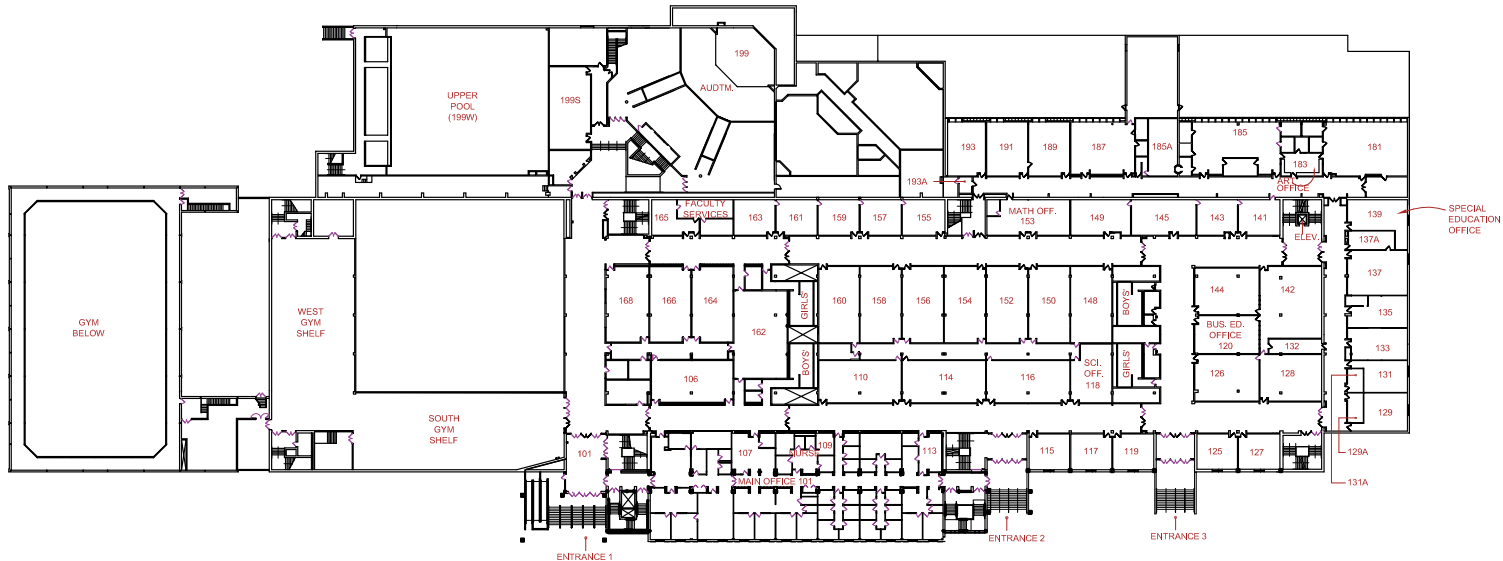 199
AUDTM.
UPPER
POOL
(199W)
199S
193
191
189
187
185A
185
183
181
ART
OFFICE
193A
165
FACULTY
SERVICES
163
161
159
157
155
MATH OFF.
153
149
145
143
141
ELEV.
139
SPECIAL
EDUCATION
OFFICE
137A
137
135
133
131
129
129A
131A
GYM
BELOW
WEST
GYM
SHELF
SOUTH
GYM
SHELF
168
166
164
162
GIRLS'
BOYS'
160
158
156
154
152
150
148
BOYS'
GIRLS'
144
142
BUS. ED.
OFFICE
120
132
126
128
106
110
114
116
SCI.
OFF.
118
101
107
109
NURSE
113
MAIN OFFICE 101
115
117
119
125
127
ENTRANCE 1
ENTRANCE 2
ENTRANCE 3